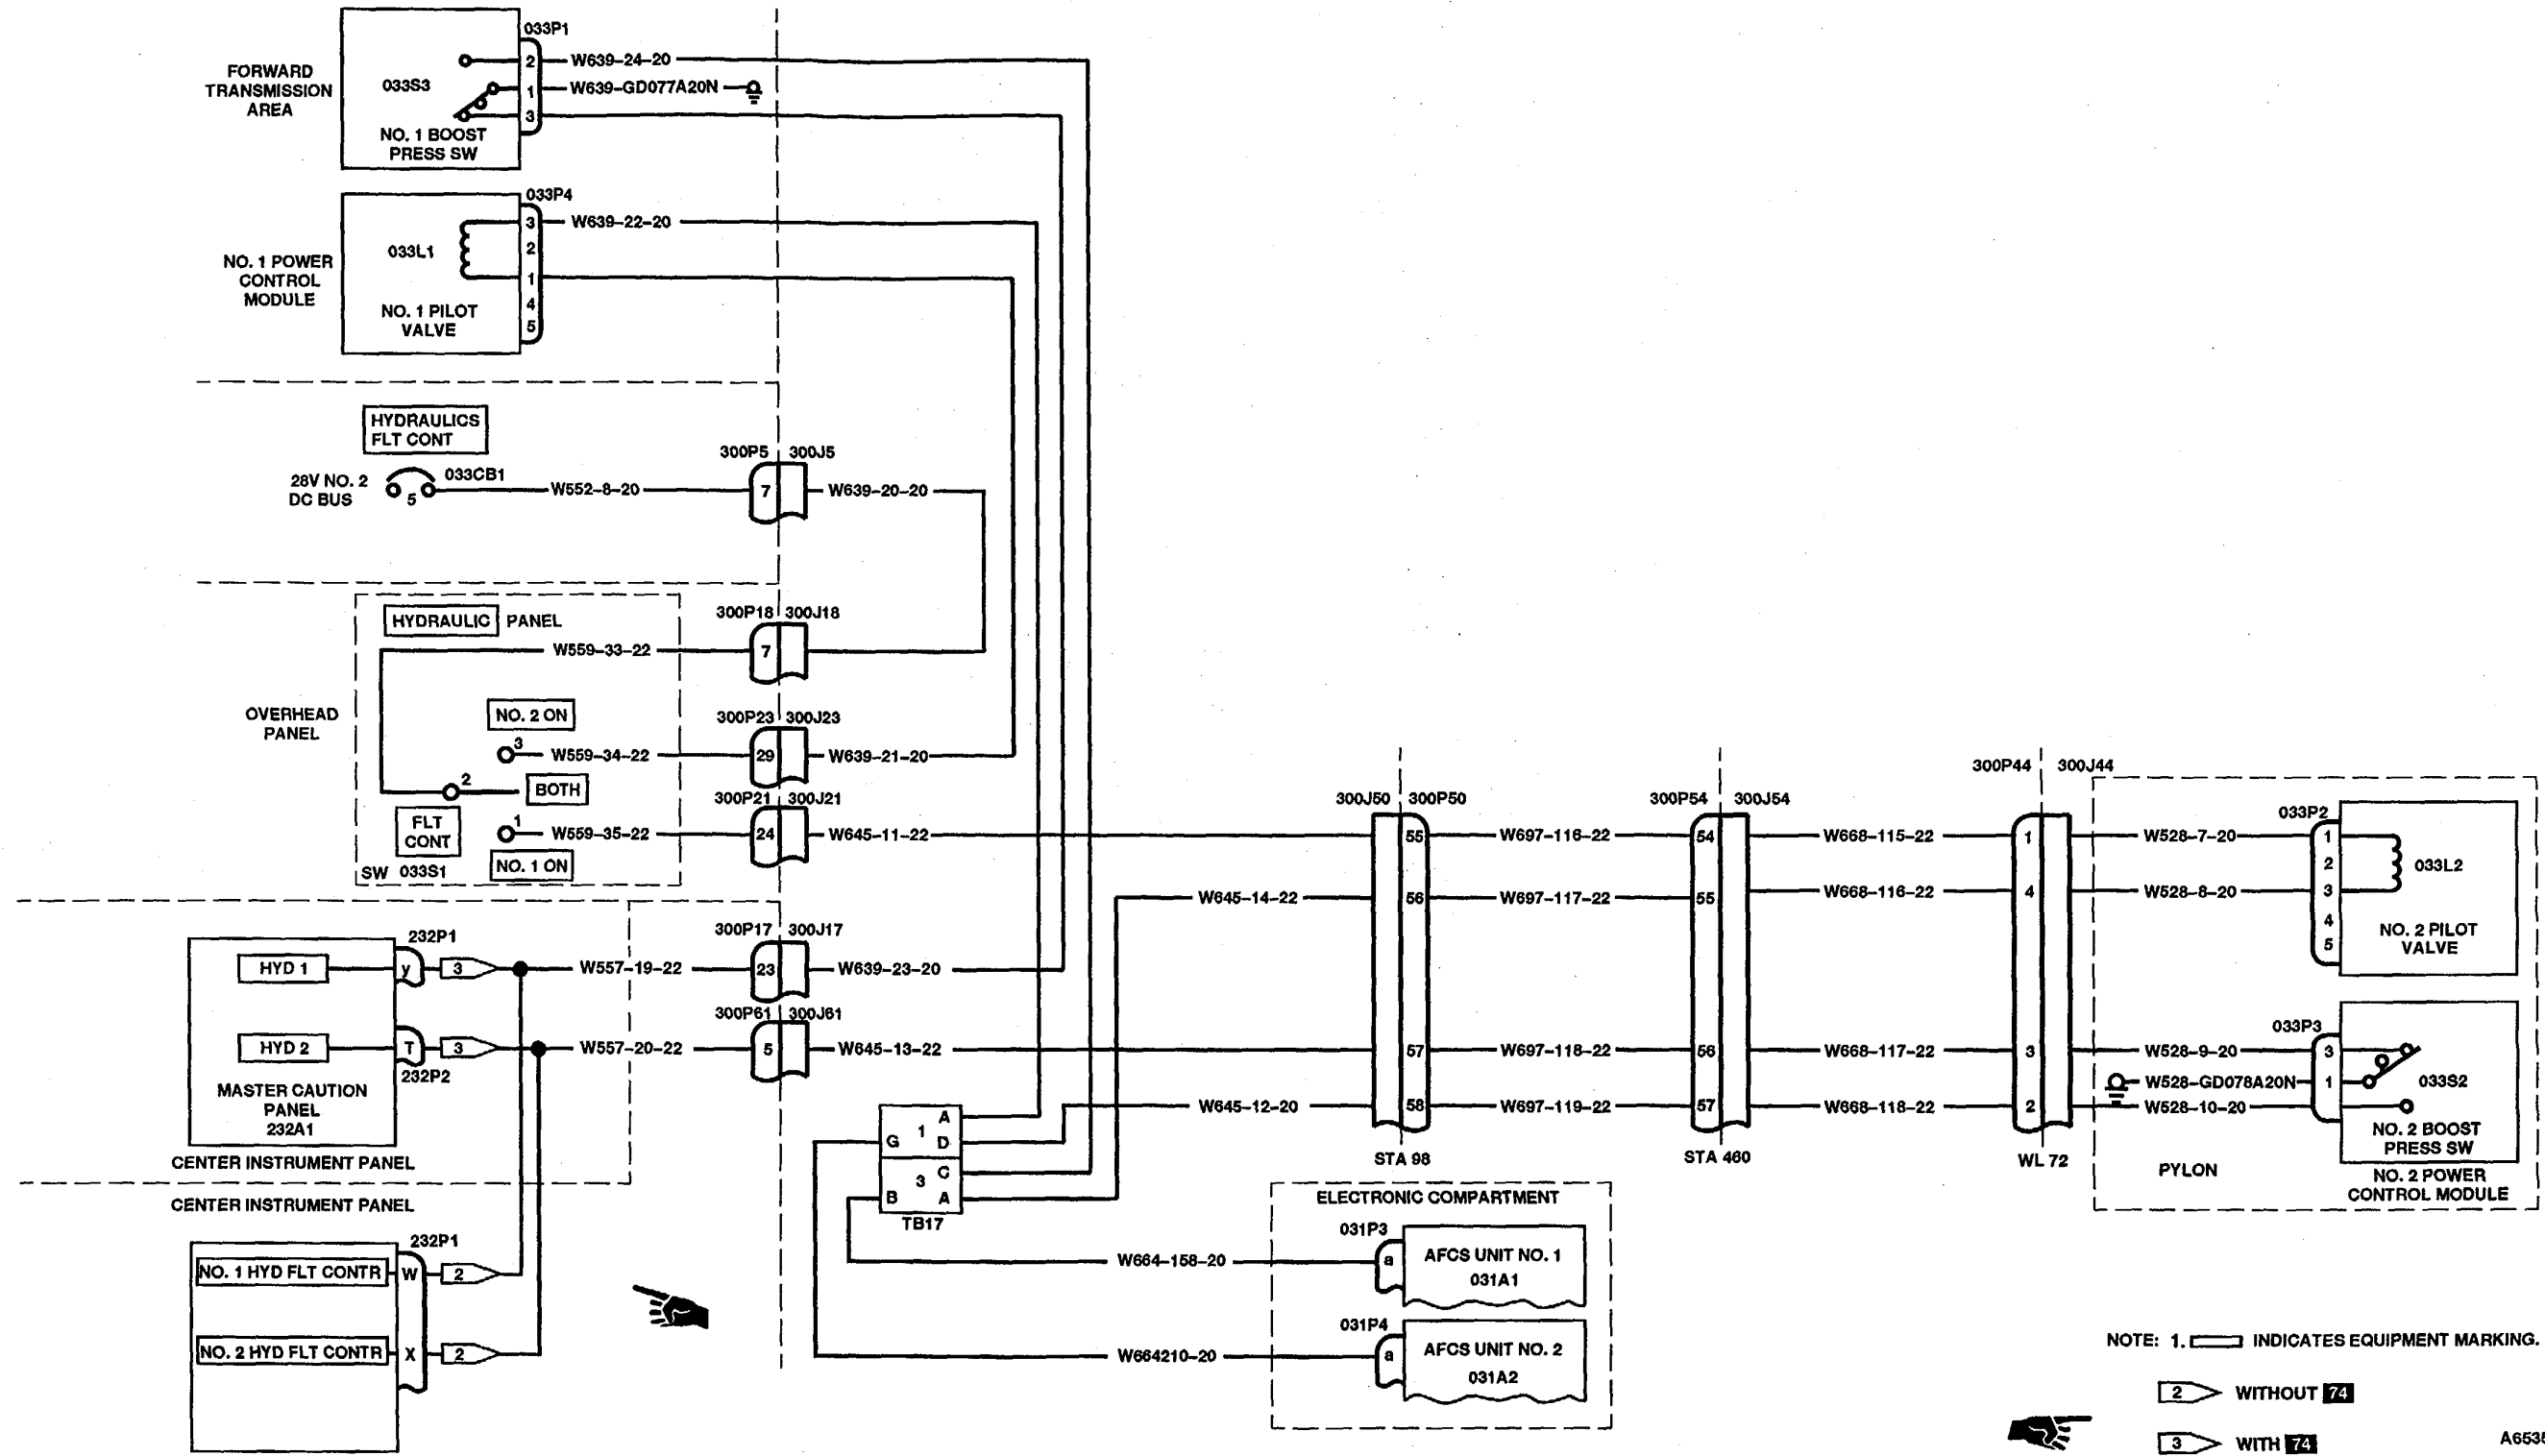 FORWARD
TRANSMISSION
AREA
033P1
033S3
NO. 1 BOOST
PRESS SW
2 W639-24-20
1 W639-GD077A20N
3
NO. 1 POWER
CONTROL
MODULE
033P4
033L1
NO. 1 PILOT
VALVE
3 W639-22-20
2
1
4
5
HYDRAULICS
FLT CONT
28V NO. 2
DC BUS
5
033CB1
W552-8-20
300P5 300J5
7 W639-20-20
OVERHEAD
PANEL
HYDRAULIC PANEL
W559-33-22
300P18 300J18
7
NO. 2 ON
3 W559-34-22
300P23 300J23
29 W639-21-20
2
BOTH
FLT
CONT
1 W559-35-22
NO. 1 ON
SW 033S1
300P21 300J21
24 W645-11-22
HYD 1
232P1
y 3
W557-19-22
300P17 300J17
23 W639-23-20
HYD 2
T 3
232P2
W557-20-22
300P61 300J61
5 W645-13-22
MASTER CAUTION
PANEL
232A1
CENTER INSTRUMENT PANEL
CENTER INSTRUMENT PANEL
232P1
NO. 1 HYD FLT CONTR W 2
NO. 2 HYD FLT CONTR X 2
G 1 A
D
B 3 C
A
TB17
W645-14-22
W645-12-20
300J50 300P50
55 W697-116-22
56 W697-117-22
57 W697-118-22
58 W697-119-22
STA 98
300P54 300J54
54 W668-115-22
55 W668-116-22
56 W668-117-22
57 W668-118-22
STA 460
300P44 300J44
1 W528-7-20
4 W528-8-20
3 W528-9-20
W528-GD078A20N
2 W528-10-20
WL 72
033P2
1
2
3
4
5
033L2
NO. 2 PILOT
VALVE
033P3
3
1
033S2
NO. 2 BOOST
PRESS SW
NO. 2 POWER
CONTROL MODULE
PYLON
ELECTRONIC COMPARTMENT
W664-158-20
031P3
a
AFCS UNIT NO. 1
031A1
W664210-20
031P4
a
AFCS UNIT NO. 2
031A2
NOTE: 1. INDICATES EQUIPMENT MARKING.
2 WITHOUT 74
3 WITH 74